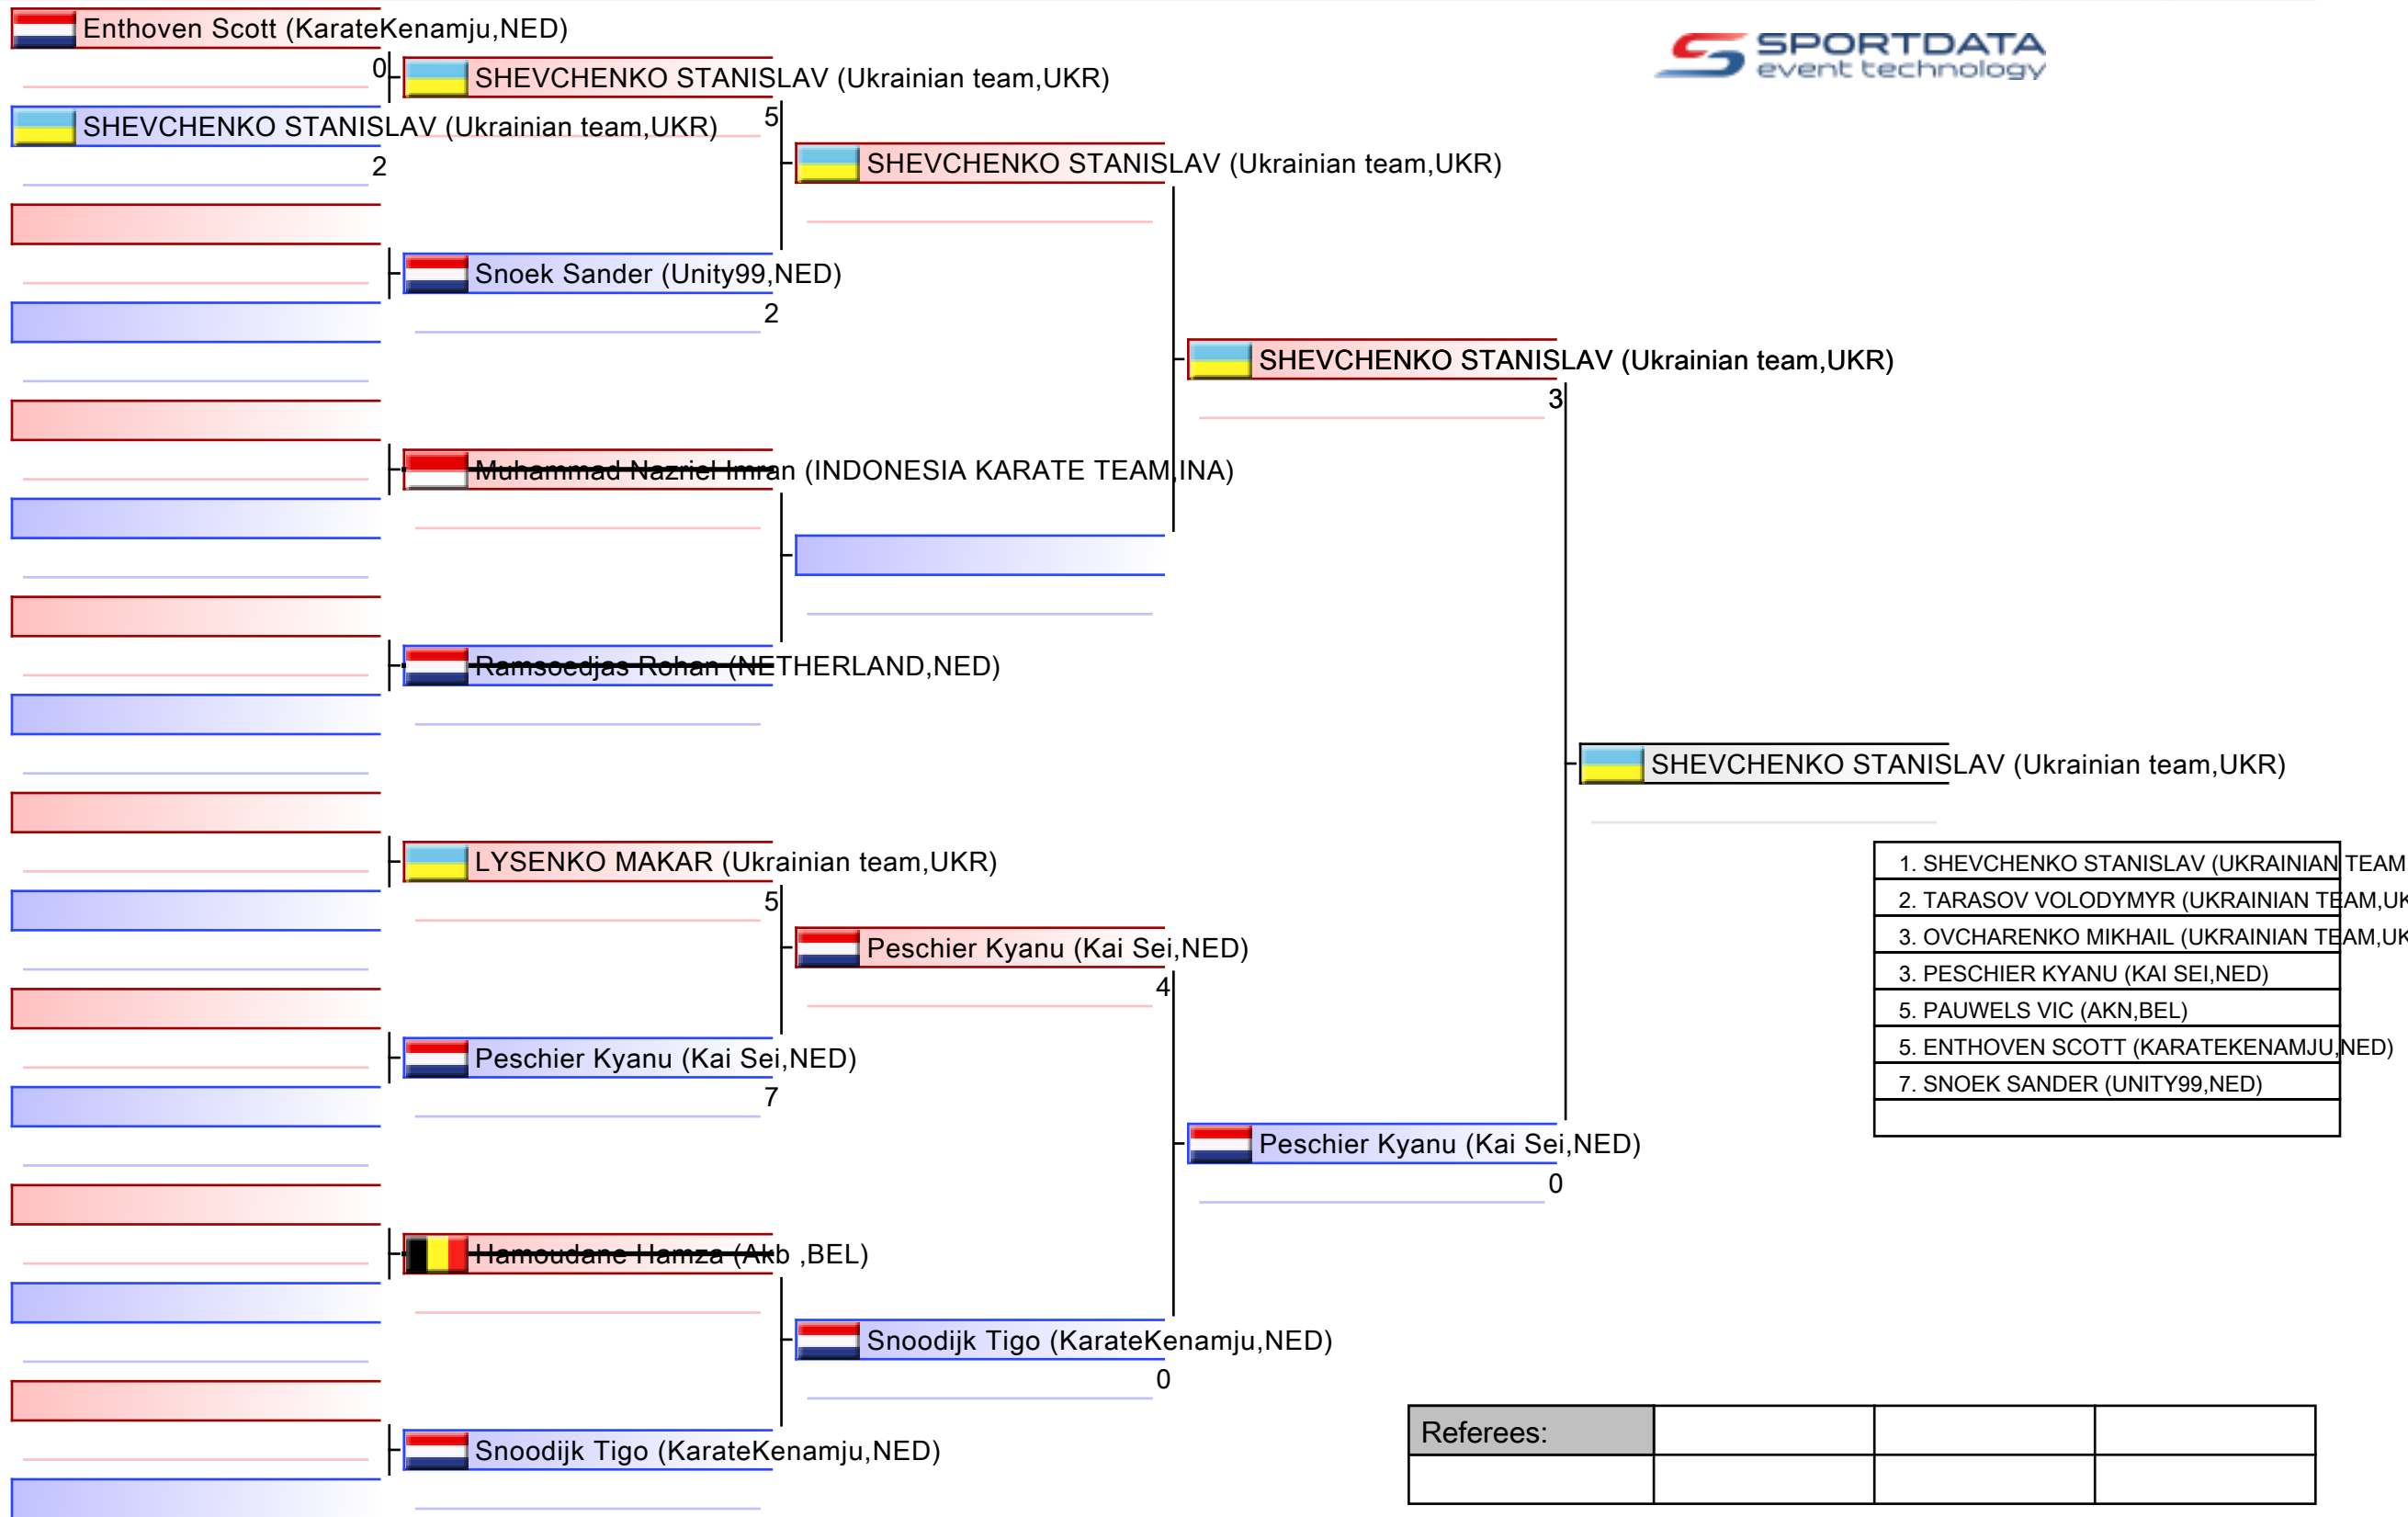 Enthoven Scott (KarateKenamju,NED)
0
SHEVCHENKO STANISLAV (Ukrainian team,UKR)
2
SHEVCHENKO STANISLAV (Ukrainian team,UKR)
5
Snoek Sander (Unity99,NED)
2
Muhammad Nazriel Imran (INDONESIA KARATE TEAM,INA)
Ramsoedjas Rohan (NETHERLAND,NED)
LYSENKO MAKAR (Ukrainian team,UKR)
5
Peschier Kyanu (Kai Sei,NED)
7
Hamoudane Hamza (Akb ,BEL)
Snoodijk Tigo (KarateKenamju,NED)
SHEVCHENKO STANISLAV (Ukrainian team,UKR)
Peschier Kyanu (Kai Sei,NED)
4
Snoodijk Tigo (KarateKenamju,NED)
0
SHEVCHENKO STANISLAV (Ukrainian team,UKR)
3
Peschier Kyanu (Kai Sei,NED)
0
SPORTDATA
event technology
SHEVCHENKO STANISLAV (Ukrainian team,UKR)
1. SHEVCHENKO STANISLAV (UKRAINIAN TEAM
2. TARASOV VOLODYMYR (UKRAINIAN TEAM,UK
3. OVCHARENKO MIKHAIL (UKRAINIAN TEAM,UK
3. PESCHIER KYANU (KAI SEI,NED)
5. PAUWELS VIC (AKN,BEL)
5. ENTHOVEN SCOTT (KARATEKENAMJU,NED)
7. SNOEK SANDER (UNITY99,NED)
Referees: